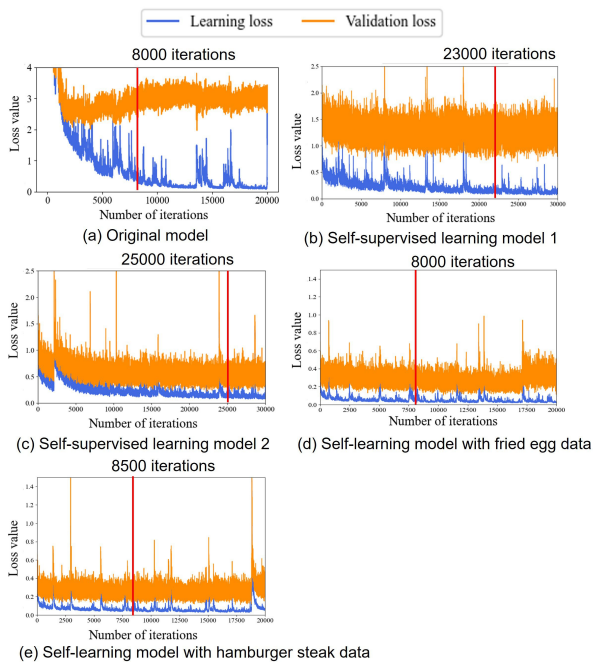 Learning loss Validation loss
8000 iterations
4
3
2
1
0
Loss value
0 5000 10000 15000 20000
Number of iterations
(a) Original model
23000 iterations
2.5
2.0
1.5
1.0
0.5
0.0
Loss value
0 5000 10000 15000 20000 25000 30000
Number of iterations
(b) Self-supervised learning model 1
25000 iterations
2.5
2.0
1.5
1.0
0.5
0.0
Loss value
0 5000 10000 15000 20000 25000 30000
Number of iterations
(c) Self-supervised learning model 2
8000 iterations
1.4
1.2
1.0
0.8
0.6
0.4
0.2
0.0
Loss value
0 2500 5000 7500 10000 12500 15000 17500 20000
Number of iterations
(d) Self-learning model with fried egg data
8500 iterations
1.4
1.2
1.0
0.8
0.6
0.4
0.2
0.0
Loss value
0 2500 5000 7500 10000 12500 15000 17500 20000
Number of iterations
(e) Self-learning model with hamburger steak data